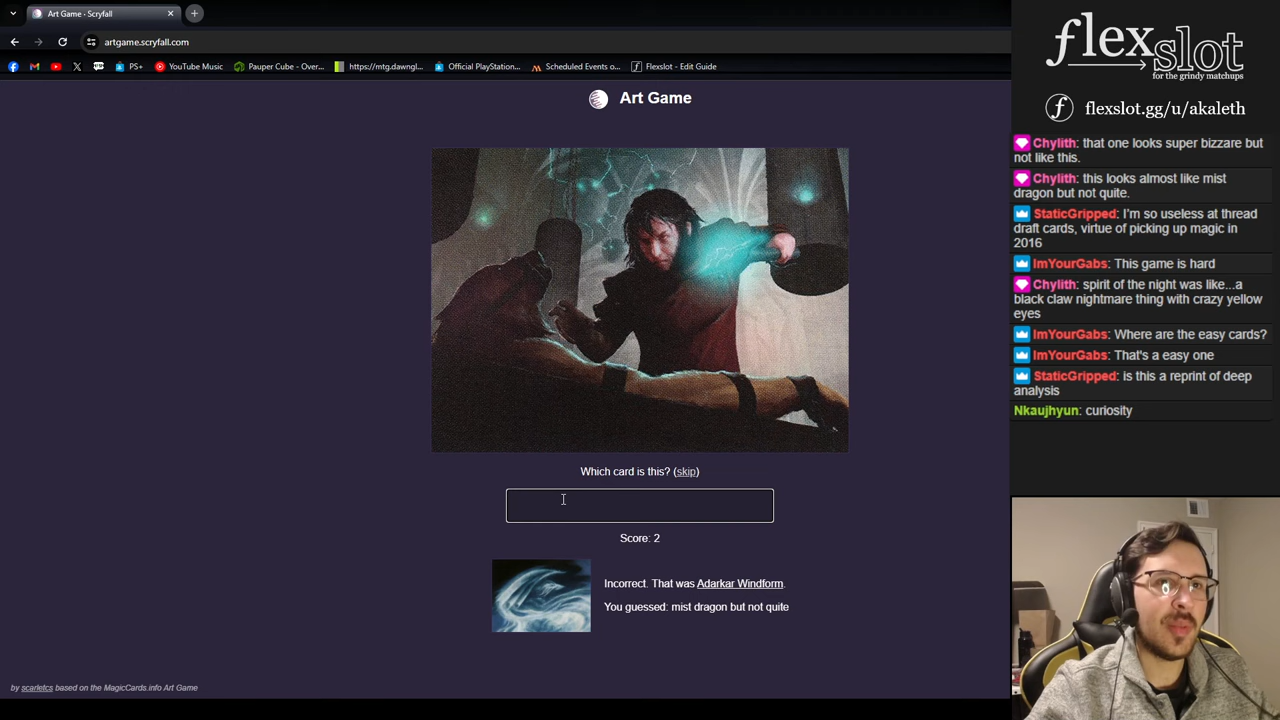 Art Game · Scryfall
artgame.scryfall.com
PS+
YouTube Music
Pauper Cube - Over...
https://mtg.dawngl...
Official PlayStation...
Scheduled Events o...
Flexslot - Edit Guide
Art Game
Which card is this? (skip)
Score: 2
Incorrect. That was Adarkar Windform.
You guessed: mist dragon but not quite
by scarletcs based on the MagicCards.info Art Game
flexslot
for the grindy matchups
flexslot.gg/u/akaleth
Chylith: that one looks super bizzare but
not like this.
Chylith: this looks almost like mist
dragon but not quite.
StaticGripped: I'm so useless at thread
draft cards, virtue of picking up magic in
2016
ImYourGabs: This game is hard
Chylith: spirit of the night was like...a
black claw nightmare thing with crazy yellow
eyes
ImYourGabs: Where are the easy cards?
ImYourGabs: That's a easy one
StaticGripped: is this a reprint of deep
analysis
Nkaujhyun: curiosity